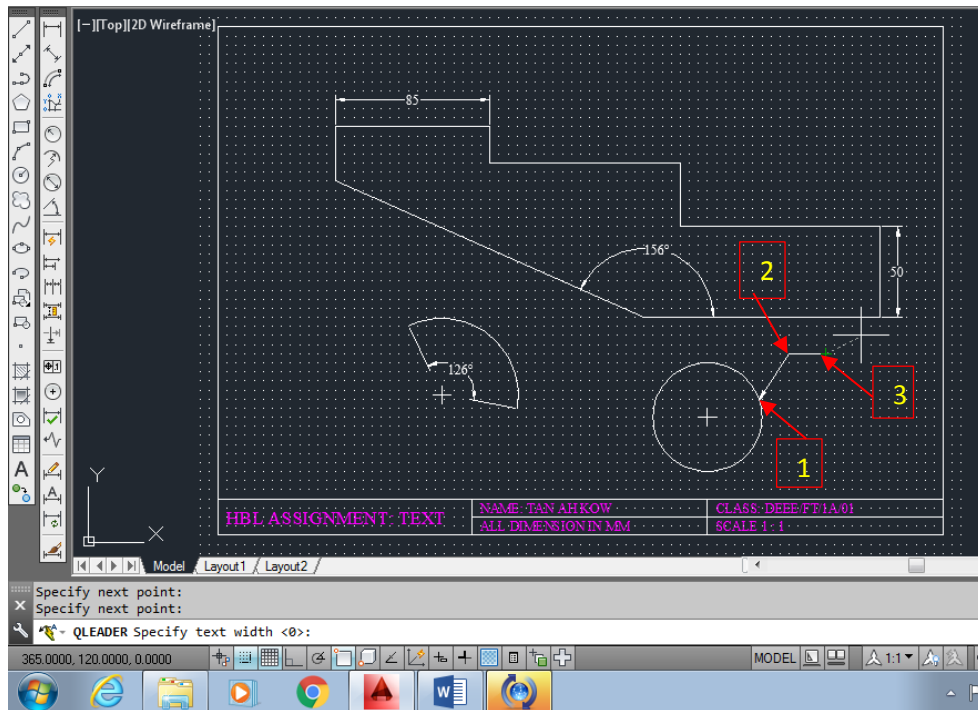 [−][Top][2D Wireframe]
85
156°
2
50
126°
3
1
Y
X
HBL ASSIGNMENT: TEXT
NAME: TAN AH KOW
CLASS: DEEE/FT/1A/01
ALL DIMENSION IN MM
SCALE 1 : 1
Model Layout1 Layout2
Specify next point:
Specify next point:
QLEADER Specify text width <0>:
365.0000, 120.0000, 0.0000 MODEL 1:1